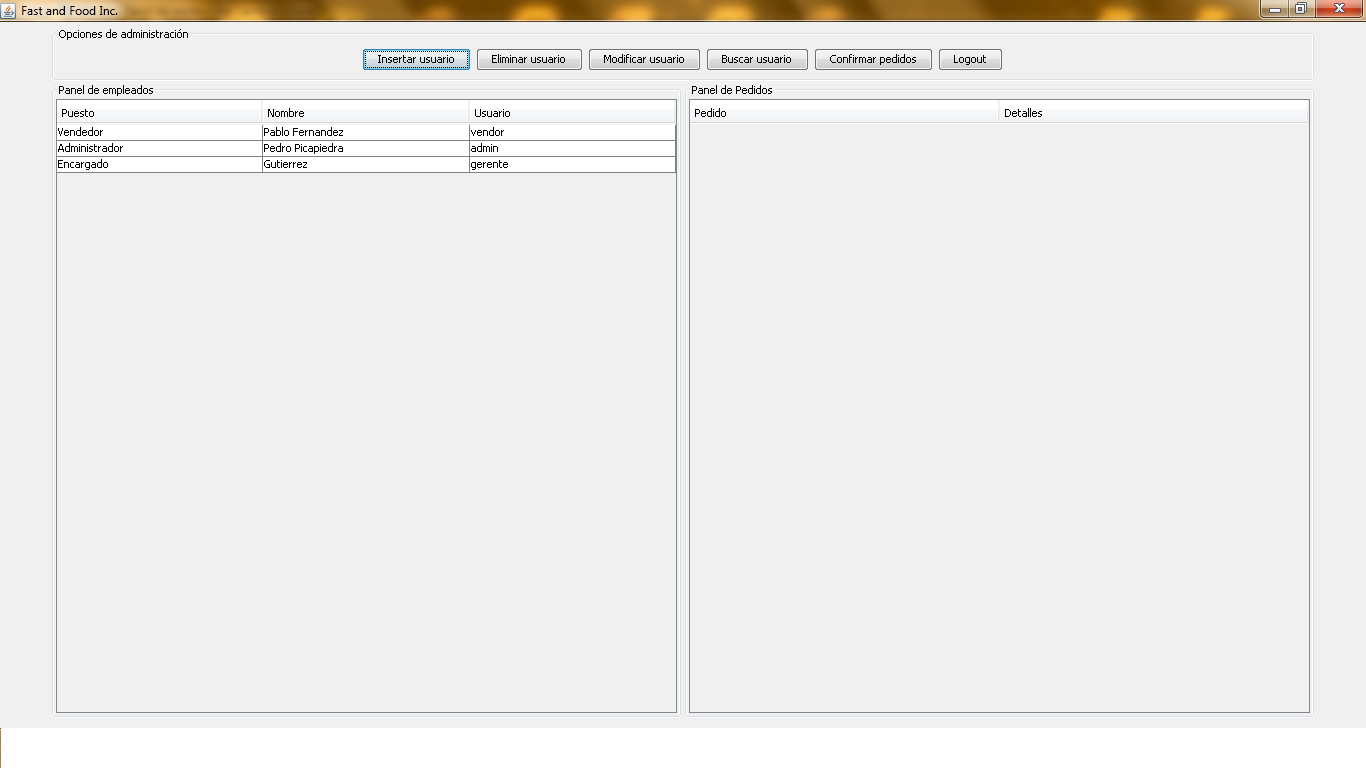 Fast and Food Inc.
Opciones de administración
Insertar usuario Eliminar usuario Modificar usuario Buscar usuario Confirmar pedidos Logout
Panel de empleados
Puesto Nombre Usuario
Vendedor Pablo Fernandez vendor
Administrador Pedro Picapiedra admin
Encargado Gutierrez gerente
Panel de Pedidos
Pedido Detalles